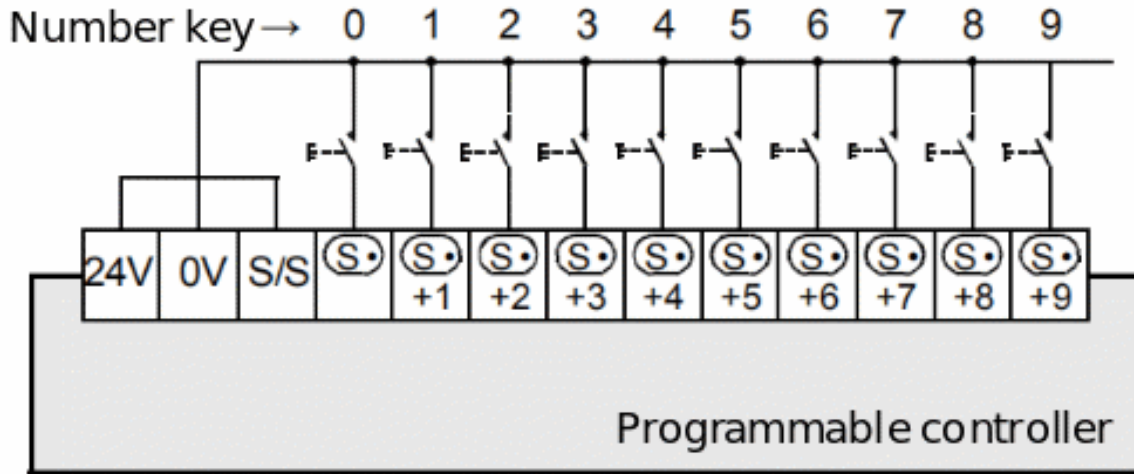 Number key→ 0 1 2 3 4 5 6 7 8 9
24V 0V S/S S• S• S• S• S• S• S• S• S• S•
+1 +2 +3 +4 +5 +6 +7 +8 +9
Programmable controller